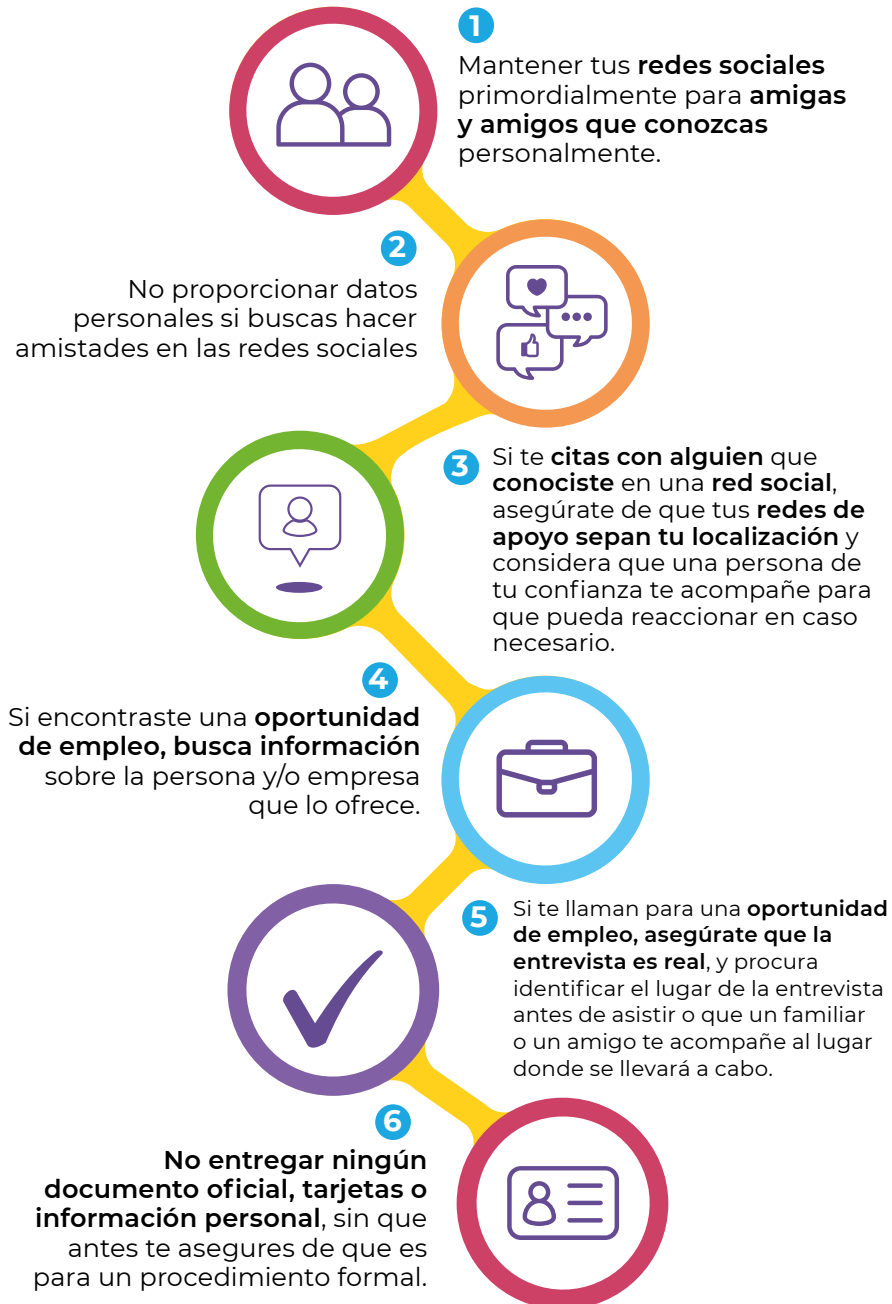 1
Mantener tus redes sociales
primordialmente para amigas
y amigos que conozcas
personalmente.
2
No proporcionar datos
personales si buscas hacer
amistades en las redes sociales
3
Si te citas con alguien que
conociste en una red social,
asegúrate de que tus redes de
apoyo sepan tu localización y
considera que una persona de
tu confianza te acompañe para
que pueda reaccionar en caso
necesario.
4
Si encontraste una oportunidad
de empleo, busca información
sobre la persona y/o empresa
que lo ofrece.
5
Si te llaman para una oportunidad
de empleo, asegúrate que la
entrevista es real, y procura
identificar el lugar de la entrevista
antes de asistir o que un familiar
o un amigo te acompañe al lugar
donde se llevará a cabo.
6
No entregar ningún
documento oficial, tarjetas o
información personal, sin que
antes te asegures de que es
para un procedimiento formal.